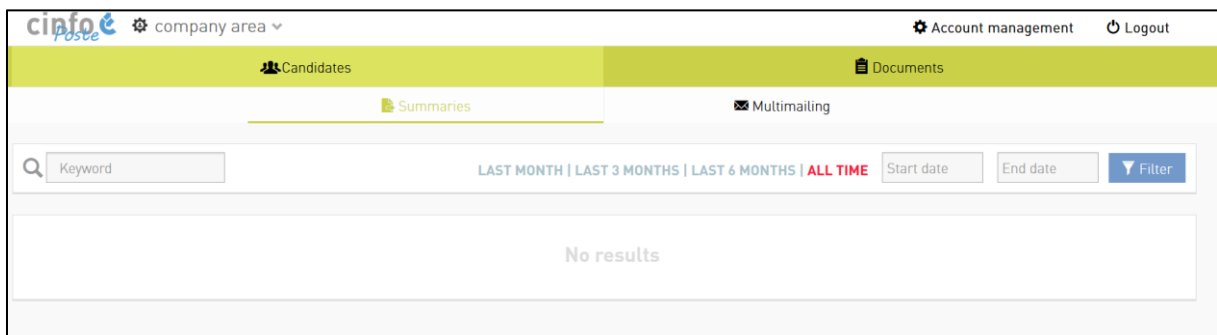 cinfo Poste company area Account management Logout
Candidates Documents
Summaries Multimailing
Keyword LAST MONTH | LAST 3 MONTHS | LAST 6 MONTHS | ALL TIME Start date End date Filter
No results